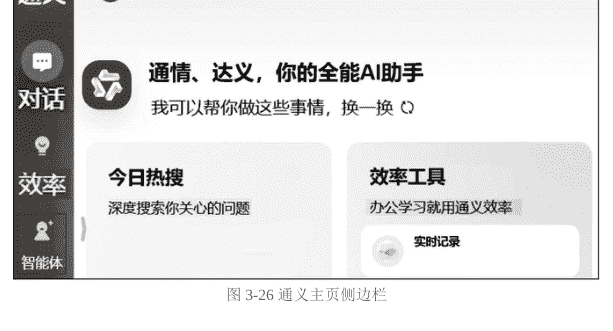 通义
对话
效率
智能体
通情、达义，你的全能AI助手
我可以帮你做这些事情，换一换
今日热搜
深度搜索你关心的问题
效率工具
办公学习就用通义效率
实时记录
图 3-26 通义主页侧边栏